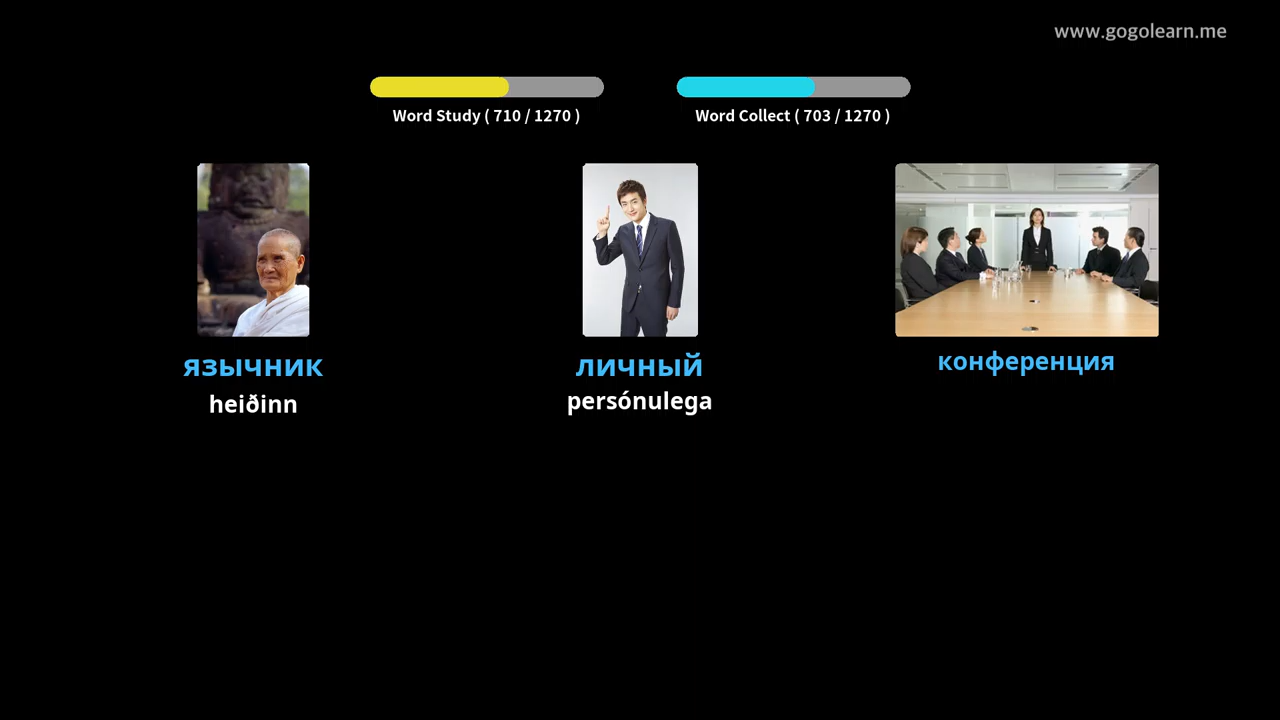 www.gogolearn.me
Word Study ( 710 / 1270 )
Word Collect ( 703 / 1270 )
язычник
heiðinn
личный
persónulega
конференция